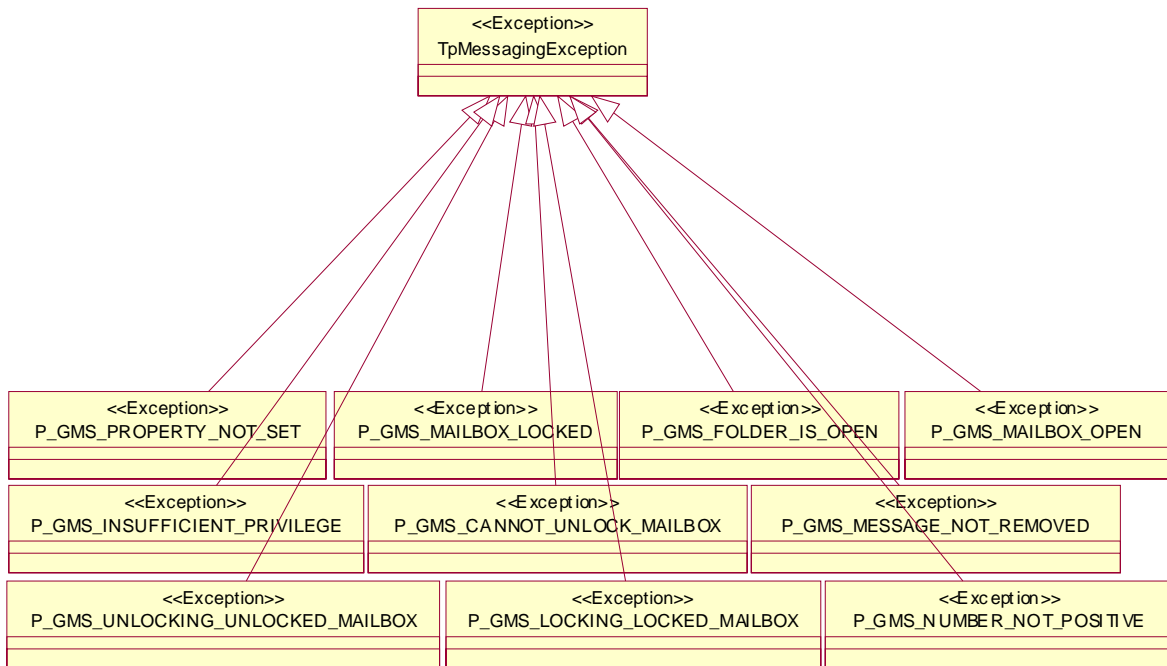 <<Exception>>
TpMessagingException
<<Exception>>
P_GMS_PROPERTY_NOT_SET
<<Exception>>
P_GMS_MAILBOX_LOCKED
<<Exception>>
P_GMS_FOLDER_IS_OPEN
<<Exception>>
P_GMS_MAILBOX_OPEN
<<Exception>>
P_GMS_INSUFFICIENT_PRIVILEGE
<<Exception>>
P_GMS_CANNOT_UNLOCK_MAILBOX
<<Exception>>
P_GMS_MESSAGE_NOT_REMOVED
<<Exception>>
P_GMS_UNLOCKING_UNLOCKED_MAILBOX
<<Exception>>
P_GMS_LOCKING_LOCKED_MAILBOX
<<Exception>>
P_GMS_NUMBER_NOT_POSITIVE